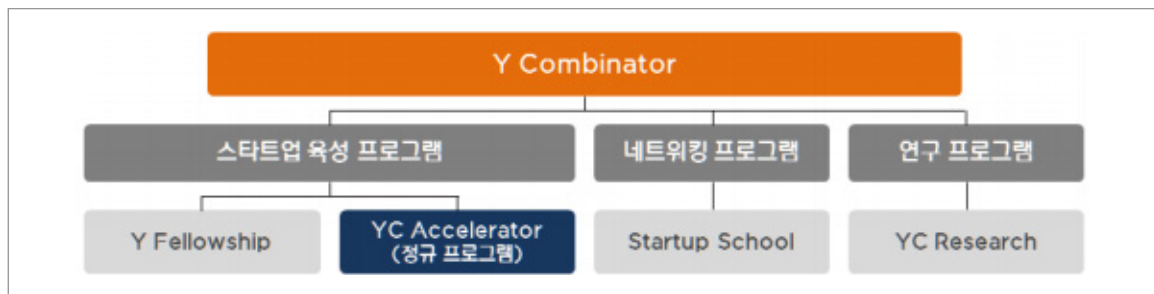 Y Combinator
스타트업 육성 프로그램
네트워킹 프로그램
연구 프로그램
Y Fellowship
YC Accelerator
(정규 프로그램)
Startup School
YC Research